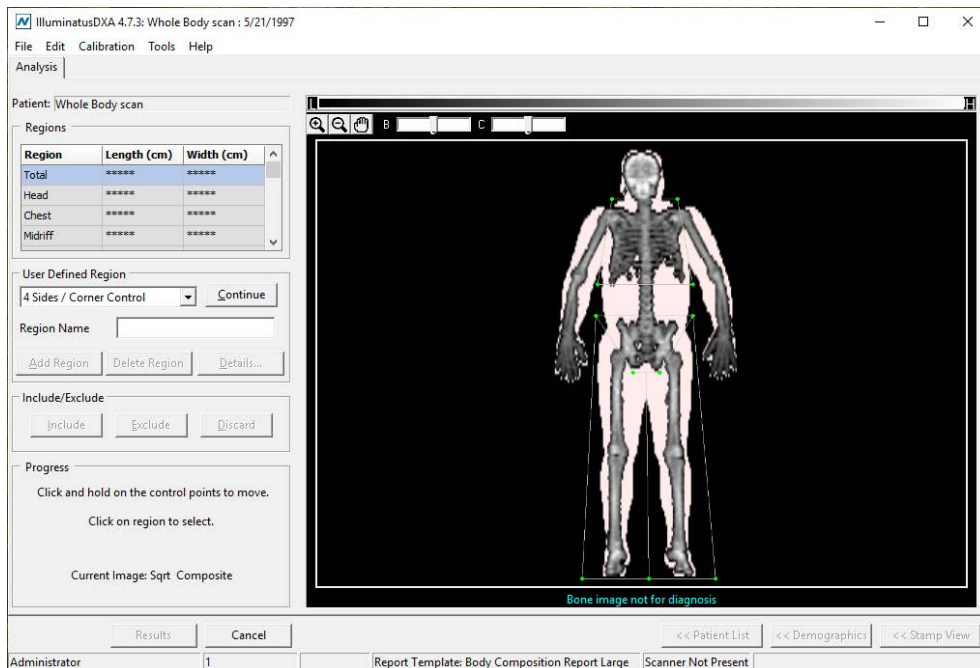 IlluminatusDXA 4.7.3: Whole Body scan : 5/21/1997
File Edit Calibration Tools Help
Analysis
Patient: Whole Body scan
Regions
Region Length (cm) Width (cm)
Total ***** *****
Head ***** *****
Chest ***** *****
Midriff ***** *****
User Defined Region
4 Sides / Corner Control Continue
Region Name
Add Region Delete Region Details...
Include/Exclude
Include Exclude Discard
Progress
Click and hold on the control points to move.
Click on region to select.
Current Image: Sqrt Composite
L H
B C
Bone image not for diagnosis
Results Cancel << Patient List << Demographics << Stamp View
Administrator 1 Report Template: Body Composition Report Large Scanner Not Present